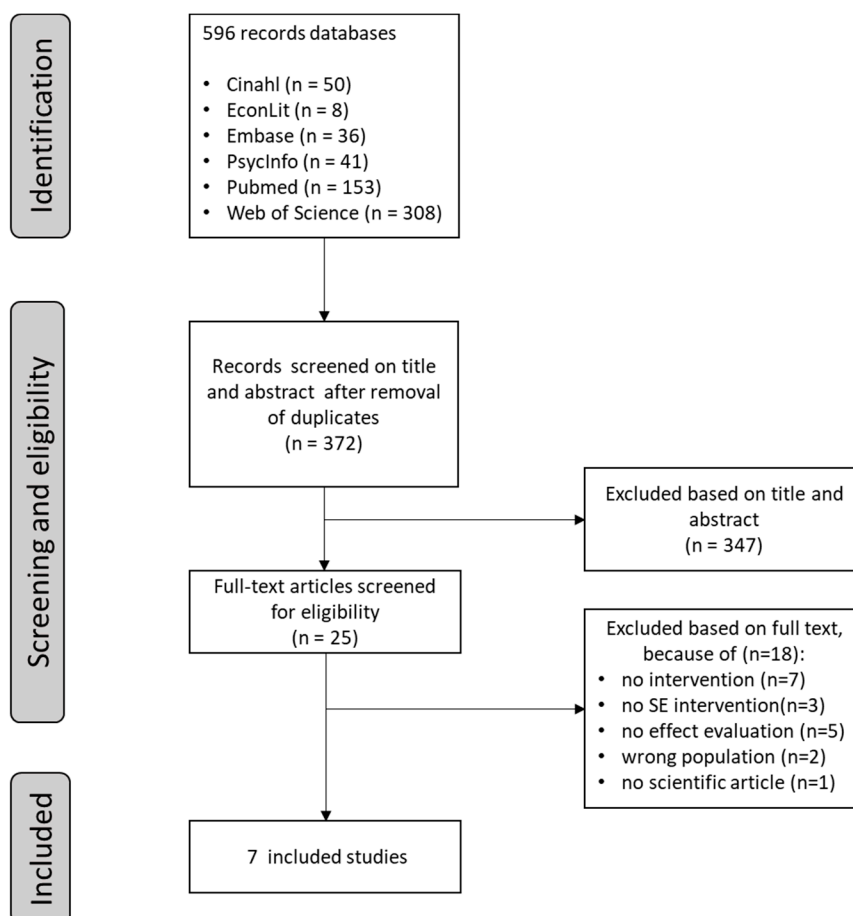 Identification
596 records databases
• Cinahl (n = 50)
• EconLit (n = 8)
• Embase (n = 36)
• PsycInfo (n = 41)
• Pubmed (n = 153)
• Web of Science (n = 308)
Screening and eligibility
Records screened on title
and abstract after removal
of duplicates
(n = 372)
Excluded based on title and
abstract
(n = 347)
Full-text articles screened
for eligibility
(n = 25)
Excluded based on full text,
because of (n=18):
• no intervention (n=7)
• no SE intervention(n=3)
• no effect evaluation (n=5)
• wrong population (n=2)
• no scientific article (n=1)
Included
7 included studies